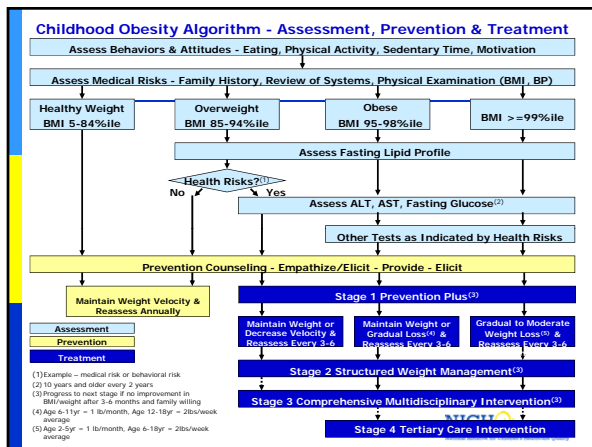 Childhood Obesity Algorithm - Assessment, Prevention & Treatment
Assess Behaviors & Attitudes - Eating, Physical Activity, Sedentary Time, Motivation
Assess Medical Risks - Family History, Review of Systems, Physical Examination (BMI, BP)
Healthy Weight
BMI 5-84%ile
Overweight
BMI 85-94%ile
Obese
BMI 95-98%ile
BMI >=99%ile
Assess Fasting Lipid Profile
Health Risks?(1)
No
Yes
Assess ALT, AST, Fasting Glucose(2)
Other Tests as Indicated by Health Risks
Prevention Counseling - Empathize/Elicit - Provide - Elicit
Maintain Weight Velocity &
Reassess Annually
Stage 1 Prevention Plus(3)
Maintain Weight or
Decrease Velocity &
Reassess Every 3-6
Maintain Weight or
Gradual Loss(4) &
Reassess Every 3-6
Gradual to Moderate
Weight Loss(5) &
Reassess Every 3-6
Stage 2 Structured Weight Management(3)
Stage 3 Comprehensive Multidisciplinary Intervention(3)
Stage 4 Tertiary Care Intervention
Assessment
Prevention
Treatment
(1) Example – medical risk or behavioral risk
(2) 10 years and older every 2 years
(3) Progress to next stage if no improvement in
BMI/weight after 3-6 months and family willing
(4) Age 6-11yr = 1 lb/month, Age 12-18yr = 2lbs/week
average
(5) Age 2-5yr = 1 lb/month, Age 6-18yr = 2lbs/week
average